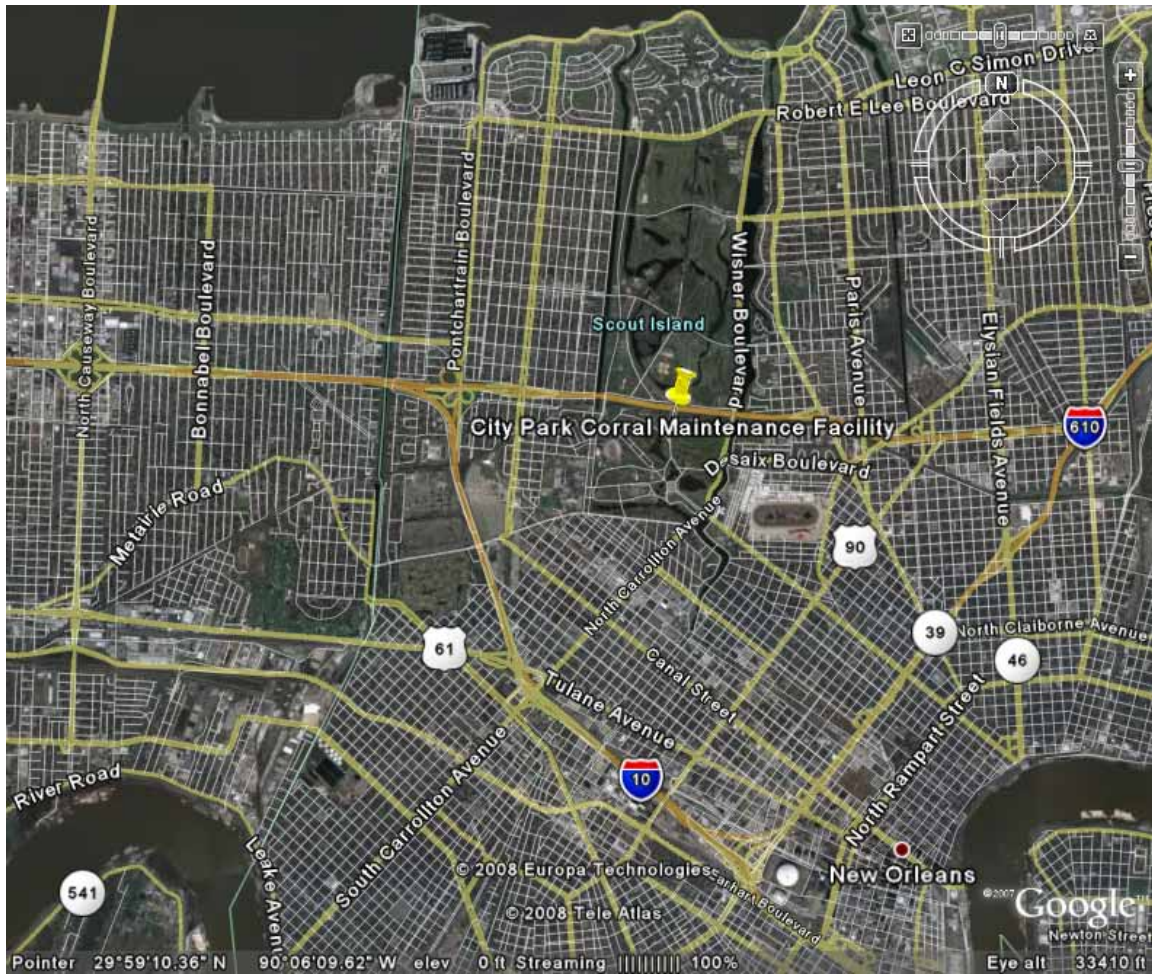 Leon C Simon Drive
N
Robert E Lee Boulevard
Pontchartrain Boulevard
North Causeway Boulevard
Bonnabel Boulevard
Wisner Boulevard
Paris Avenue
Elysian Fields Avenue
Scout Island
610
City Park Corral Maintenance Facility
Desaix Boulevard
Metairie Road
North Carrollton Avenue
90
39
North Claiborne Avenue
61
46
Canal Street
Tulane Avenue
North Rampart Street
South Carrollton Avenue
10
River Road
Leake Avenue
541
© 2008 Europa Technologies
Earhart Boulevard
New Orleans
© 2008 Tele Atlas
©2007 Google™
Newton Street
Pointer 29°59'10.36" N 90°06'09.62" W elev 0 ft Streaming |||||||||| 100% Eye alt 33410 ft